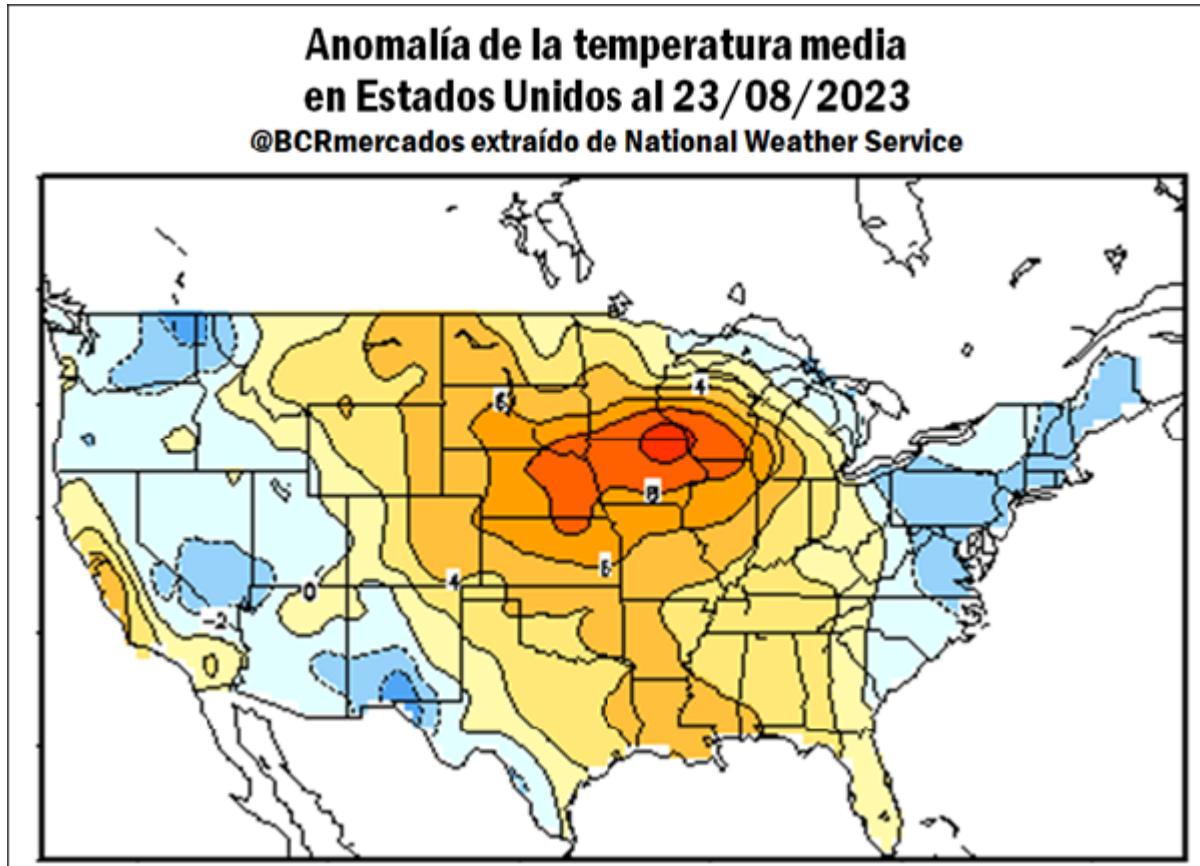 Anomalía de la temperatura media
en Estados Unidos al 23/08/2023
@BCRmercados extraído de National Weather Service
4
6
8
6
4
0
-2